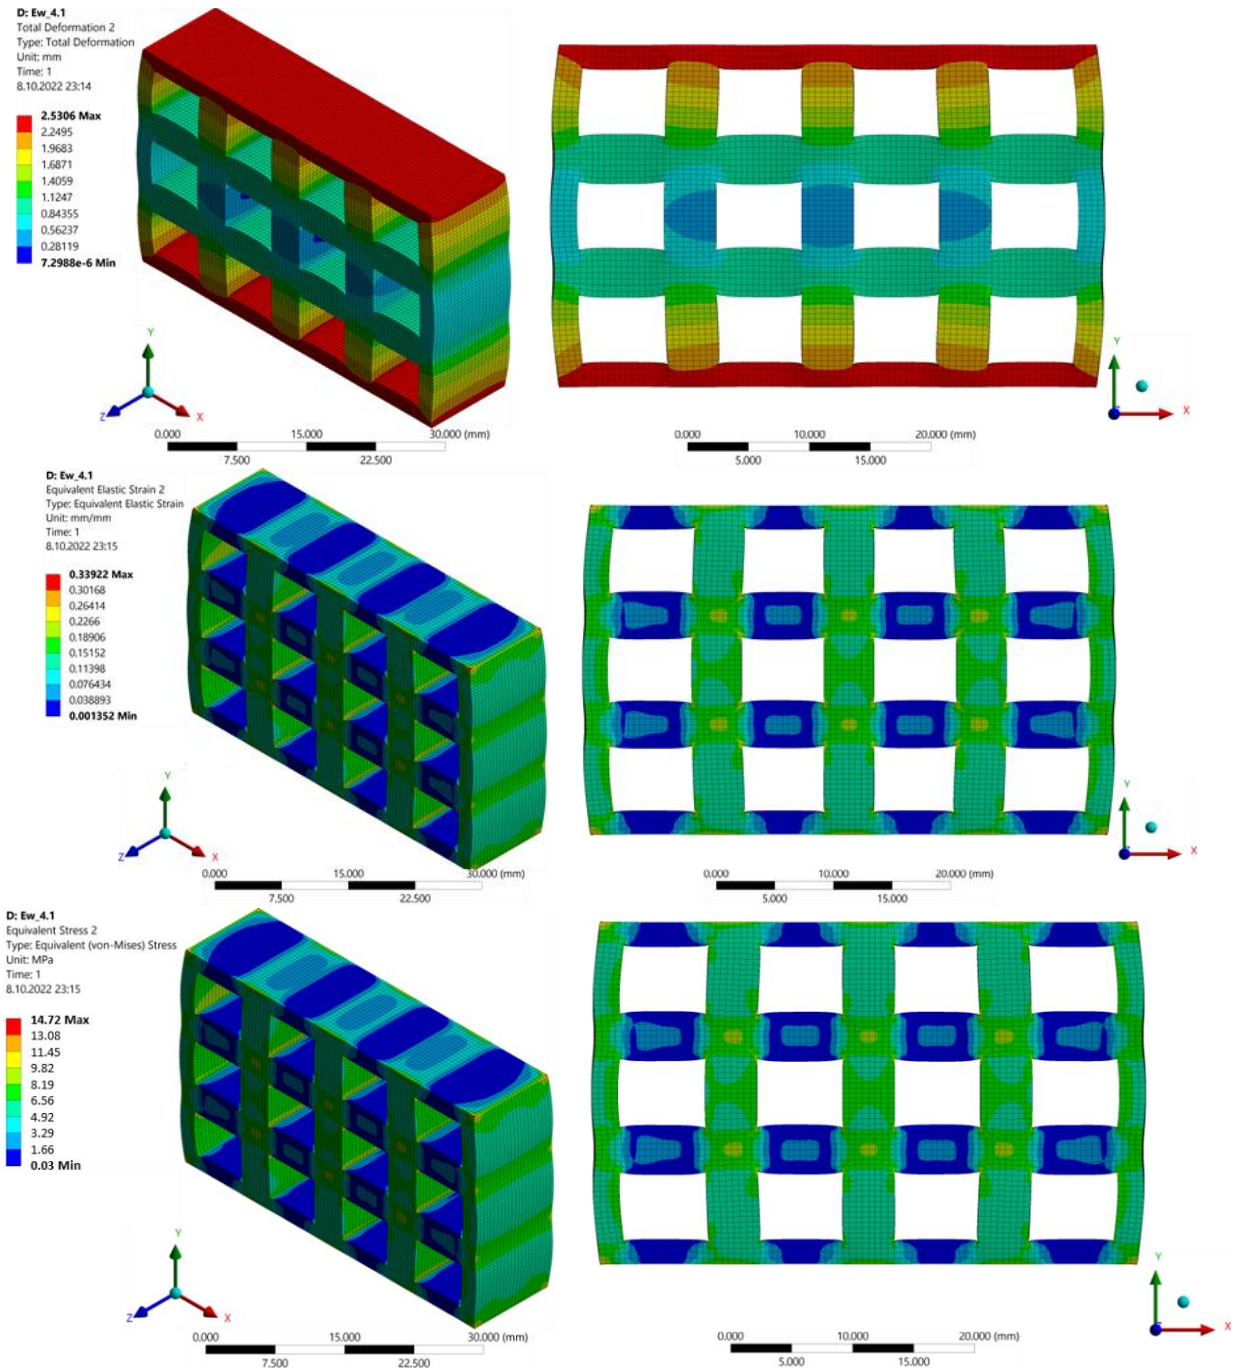 D: Ew_4.1
Total Deformation 2
Type: Total Deformation
Unit: mm
Time: 1
8.10.2022 23:14
2.5306 Max
2.2495
1.9683
1.6871
1.4059
1.1247
0.84355
0.56237
0.28119
7.2988e-6 Min
Y
Z
X
0.000 15.000 30.000 (mm)
7.500 22.500
0.000 10.000 20.000 (mm)
5.000 15.000
Y
Z
X
D: Ew_4.1
Equivalent Elastic Strain 2
Type: Equivalent Elastic Strain
Unit: mm/mm
Time: 1
8.10.2022 23:15
0.33922 Max
0.30168
0.26414
0.2266
0.18906
0.15152
0.11398
0.076434
0.038893
0.001352 Min
Y
Z
X
0.000 15.000 30.000 (mm)
7.500 22.500
0.000 10.000 20.000 (mm)
5.000 15.000
Y
Z
X
D: Ew_4.1
Equivalent Stress 2
Type: Equivalent (von-Mises) Stress
Unit: MPa
Time: 1
8.10.2022 23:15
14.72 Max
13.08
11.45
9.82
8.19
6.56
4.92
3.29
1.66
0.03 Min
Y
Z
X
0.000 15.000 30.000 (mm)
7.500 22.500
0.000 10.000 20.000 (mm)
5.000 15.000
Y
Z
X